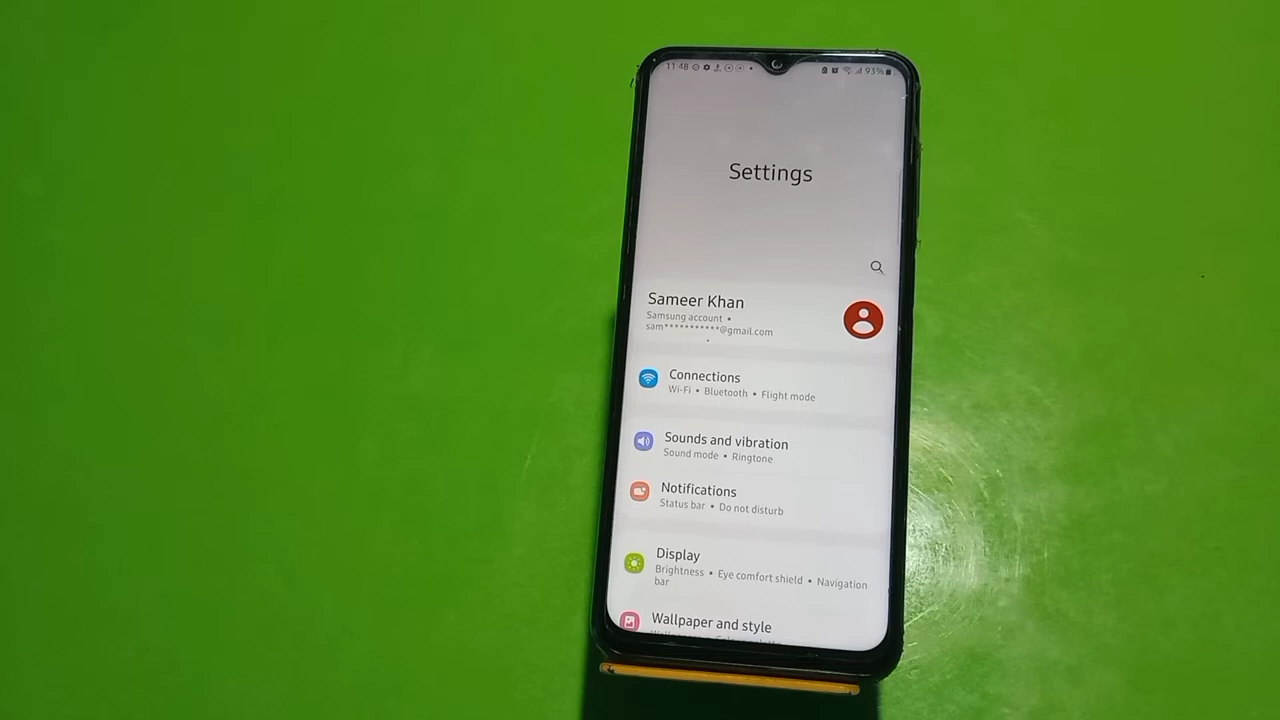 11:48
93%
Settings
Sameer Khan
Samsung account •
sam***********@gmail.com
Connections
Wi-Fi • Bluetooth • Flight mode
Sounds and vibration
Sound mode • Ringtone
Notifications
Status bar • Do not disturb
Display
Brightness • Eye comfort shield • Navigation
bar
Wallpaper and style